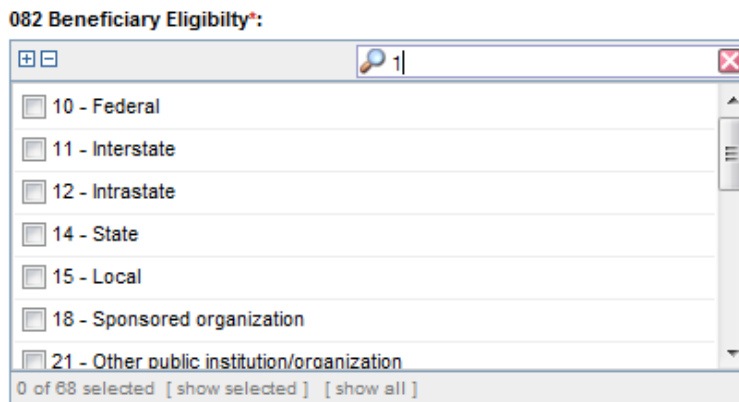 082 Beneficiary Eligibilty*:
1
10 - Federal
11 - Interstate
12 - Intrastate
14 - State
15 - Local
18 - Sponsored organization
21 - Other public institution/organization
0 of 68 selected [ show selected ] [ show all ]